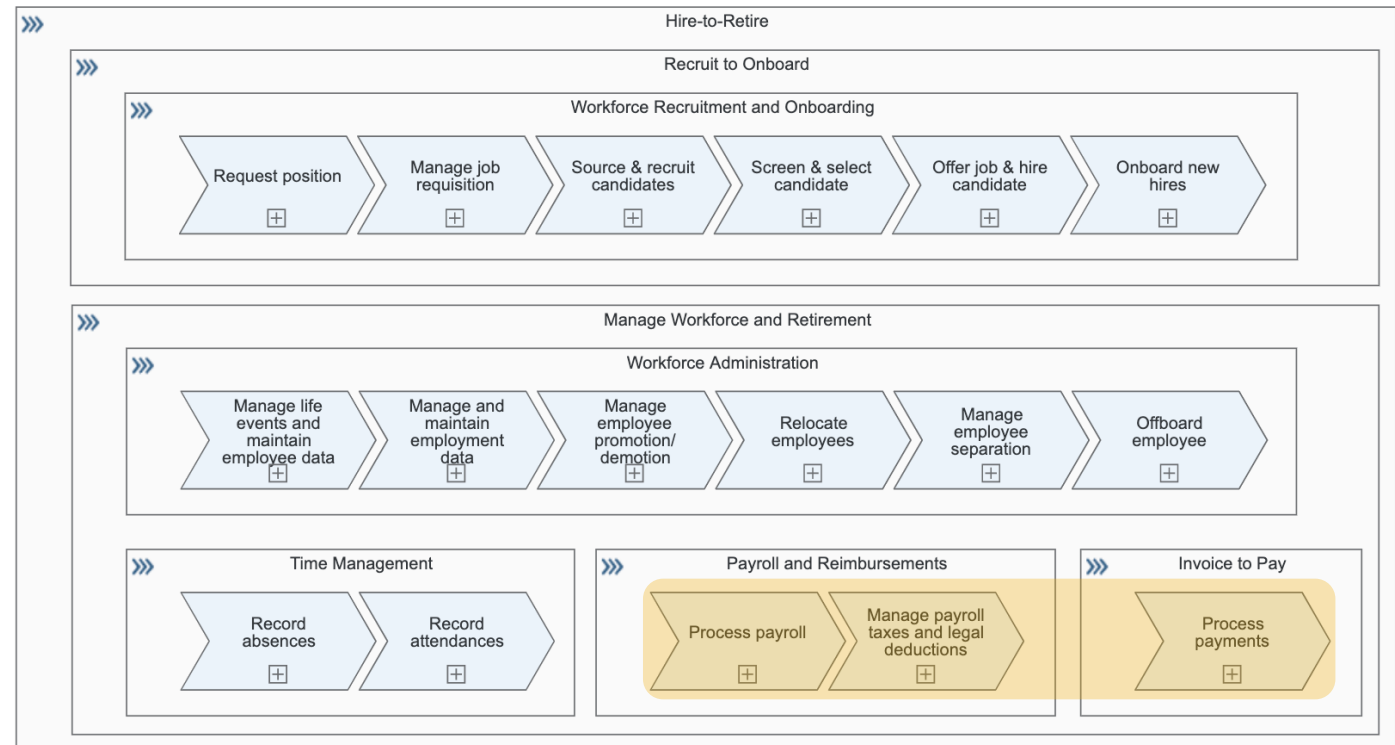 Hire-to-Retire
Recruit to Onboard
Workforce Recruitment and Onboarding
Request position
Manage job
requisition
Source & recruit
candidates
Screen & select
candidate
Offer job & hire
candidate
Onboard new
hires
Manage Workforce and Retirement
Workforce Administration
Manage life
events and
maintain
employee data
Manage and
maintain
employment
data
Manage
employee
promotion/
demotion
Relocate
employees
Manage
employee
separation
Offboard
employee
Time Management
Record
absences
Record
attendances
Payroll and Reimbursements
Process payroll
Manage payroll
taxes and legal
deductions
Invoice to Pay
Process
payments